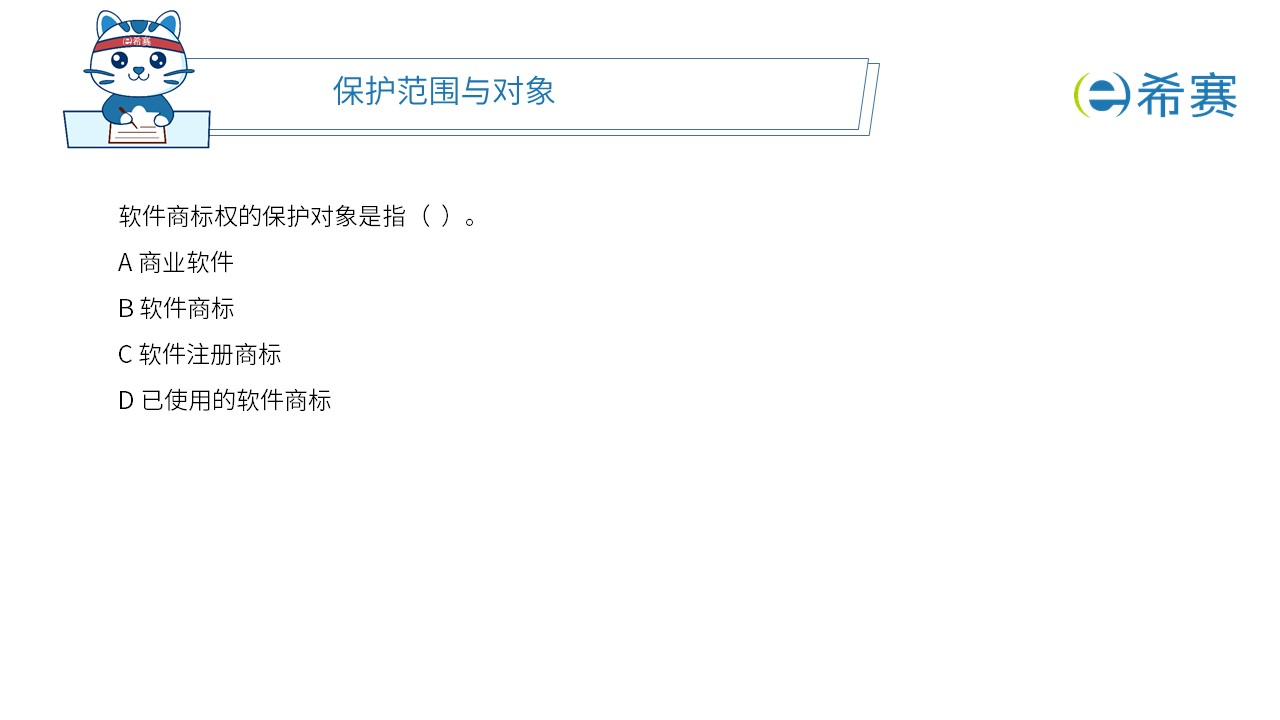 希赛
保护范围与对象
希赛
软件商标权的保护对象是指（ ）。
A 商业软件
B 软件商标
C 软件注册商标
D 已使用的软件商标